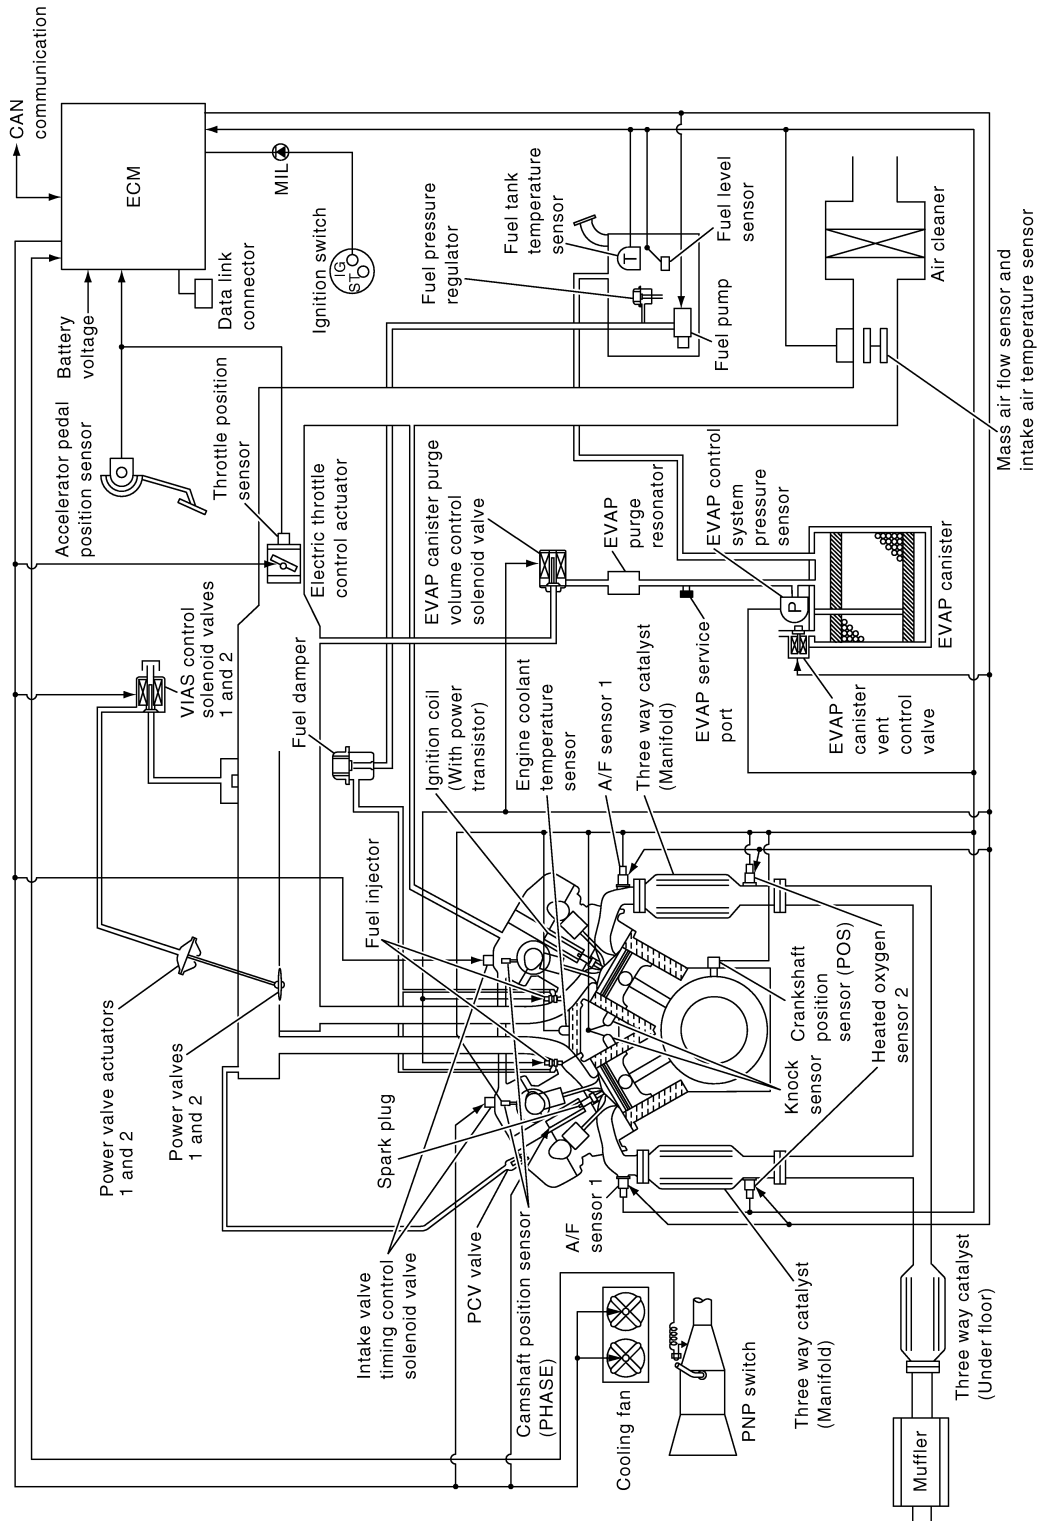 CAN
communication
ECM
MIL
Ignition switch
IG
ST
Data link
connector
Battery
voltage
Accelerator pedal
position sensor
Throttle position
sensor
Electric throttle
control actuator
VIAS control
solenoid valves
1 and 2
Fuel damper
Fuel injector
Power valve actuators
1 and 2
Power valves
1 and 2
Fuel pressure
regulator
Fuel tank
temperature
sensor
T
Fuel level
sensor
Fuel pump
Air cleaner
Mass air flow sensor and
intake air temperature sensor
EVAP canister purge
volume control
solenoid valve
EVAP
purge
resonator
EVAP control
system
pressure
sensor
P
EVAP canister
EVAP service
port
EVAP
canister
vent
control
valve
Ignition coil
(With power
transistor)
Engine coolant
temperature
sensor
A/F sensor 1
Three way catalyst
(Manifold)
Crankshaft
position
sensor (POS)
Heated oxygen
sensor 2
Knock
sensor
Spark plug
Intake valve
timing control
solenoid valve
PCV valve
Camshaft position sensor
(PHASE)
A/F
sensor 1
Cooling fan
PNP switch
Three way catalyst
(Manifold)
Three way catalyst
(Under floor)
Muffler